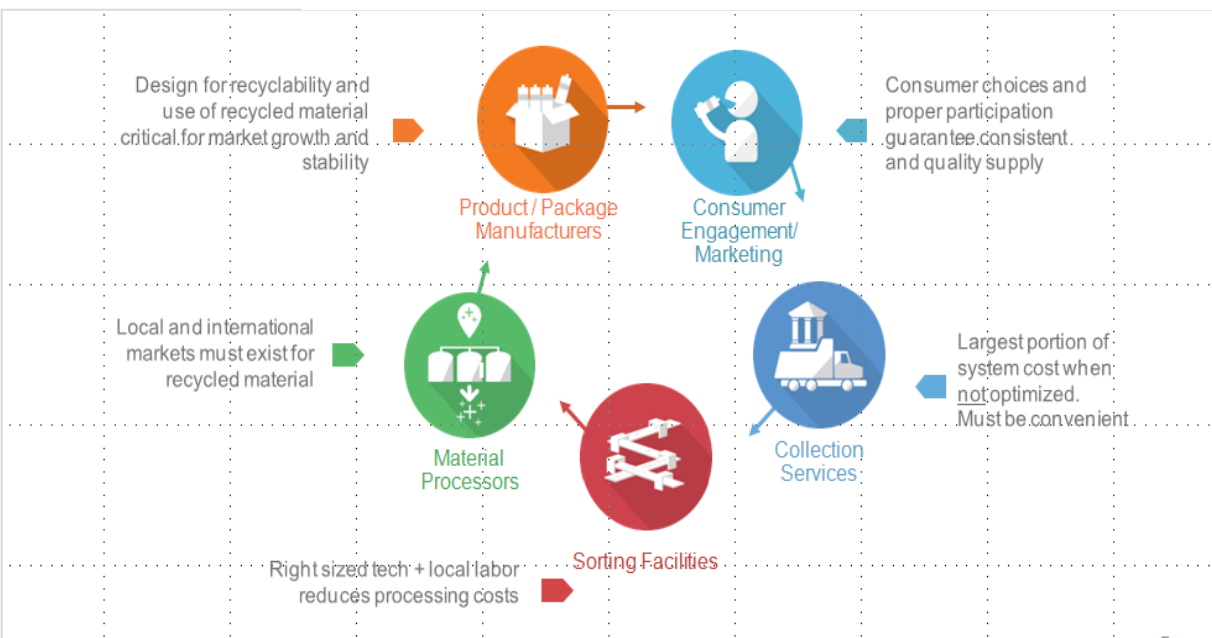 Design for recyclability and
use of recycled material
critical for market growth and
stability
Product / Package
Manufacturers
Consumer
Engagement/
Marketing
Consumer choices and
proper participation
guarantee consistent
and quality supply
Local and international
markets must exist for
recycled material
Material
Processors
Collection
Services
Largest portion of
system cost when
not optimized.
Must be convenient
Sorting Facilities
Right sized tech + local labor
reduces processing costs